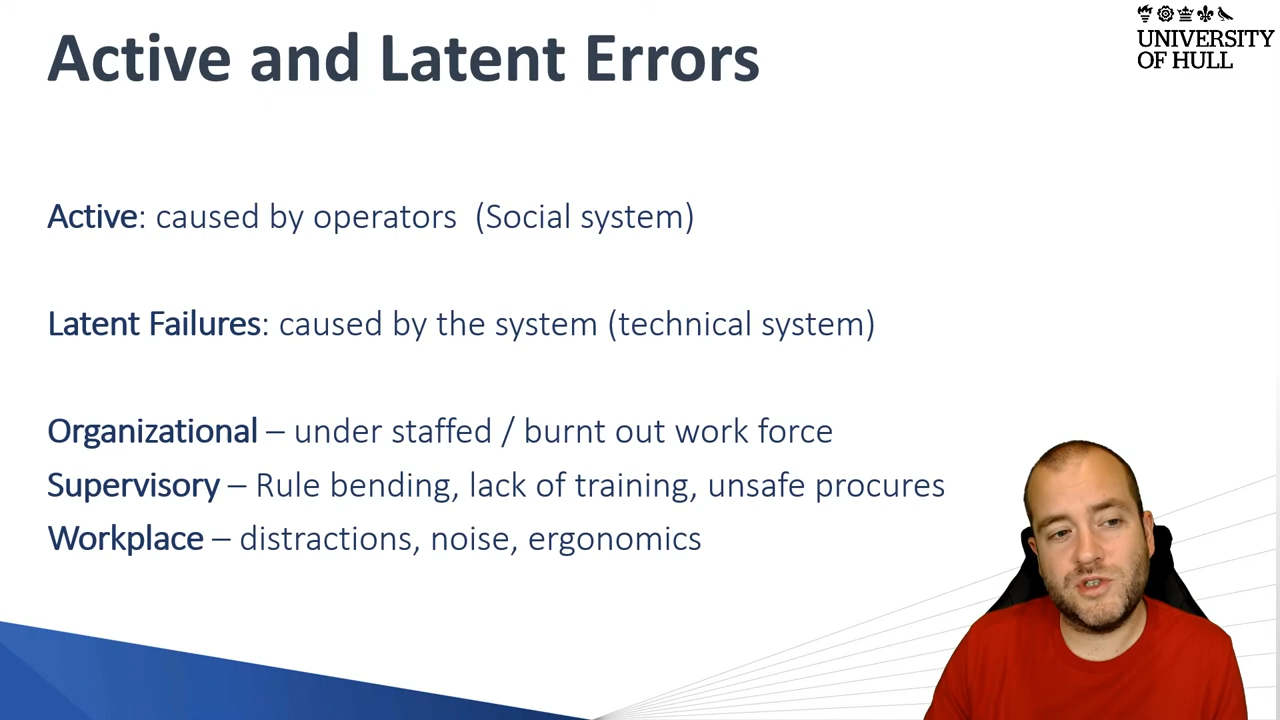 Active and Latent Errors
UNIVERSITY
OF HULL
Active: caused by operators (Social system)
Latent Failures: caused by the system (technical system)
Organizational – under staffed / burnt out work force
Supervisory – Rule bending, lack of training, unsafe procures
Workplace – distractions, noise, ergonomics